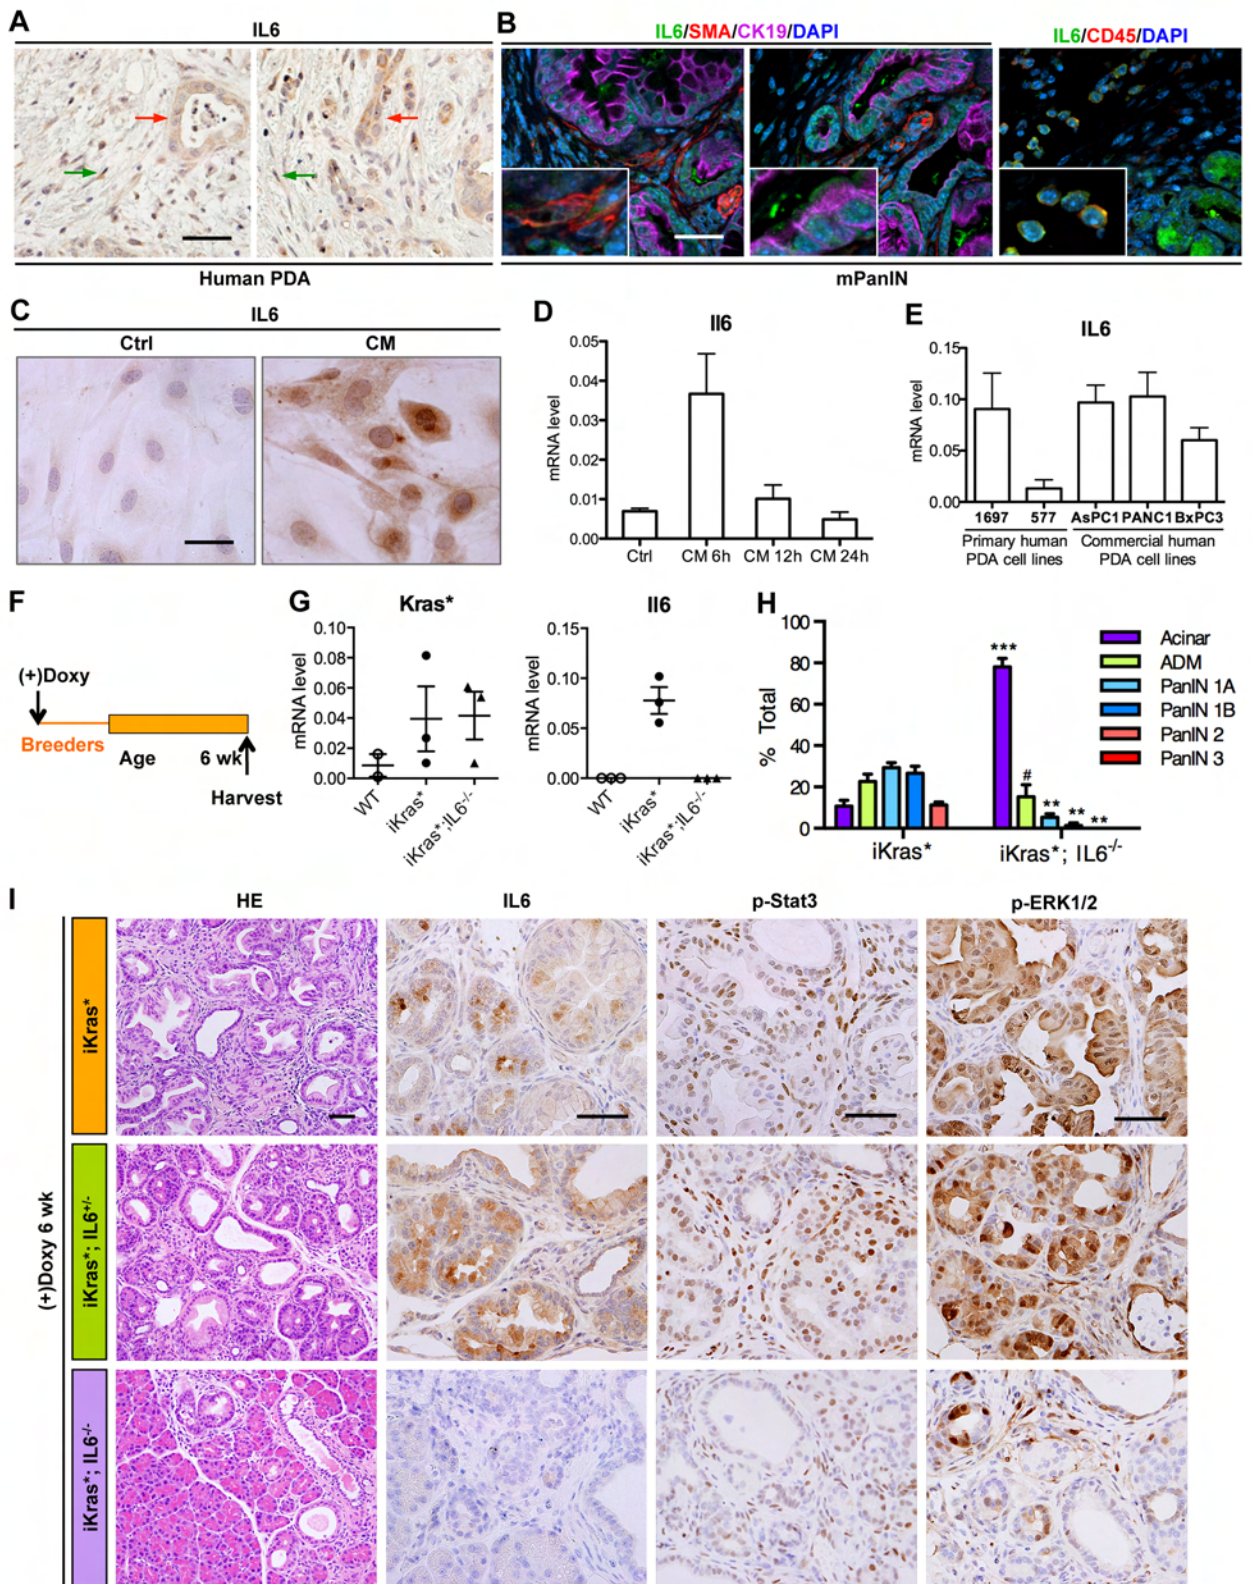 A
IL6
Human PDA
B
IL6/SMA/CK19/DAPI
IL6/CD45/DAPI
mPanIN
C
IL6
Ctrl
CM
D
Il6
mRNA level
0.05
0.04
0.03
0.02
0.01
0.00
Ctrl
CM 6h
CM 12h
CM 24h
E
IL6
mRNA level
0.15
0.10
0.05
0.00
1697
577
AsPC1
PANC1
BxPC3
Primary human
PDA cell lines
Commercial human
PDA cell lines
F
(+)Doxy
Breeders
Age
6 wk
Harvest
G
Kras*
mRNA level
0.10
0.08
0.06
0.04
0.02
0.00
WT
iKras*
iKras*;IL6-/-
Il6
mRNA level
0.15
0.10
0.05
0.00
WT
iKras*
iKras*;IL6-/-
H
% Total
100
80
60
40
20
0
***
#
**
**
**
iKras*
iKras*; IL6-/-
Acinar
ADM
PanIN 1A
PanIN 1B
PanIN 2
PanIN 3
I
HE
IL6
p-Stat3
p-ERK1/2
(+)Doxy 6 wk
iKras*
iKras*; IL6+/-
iKras*; IL6-/-